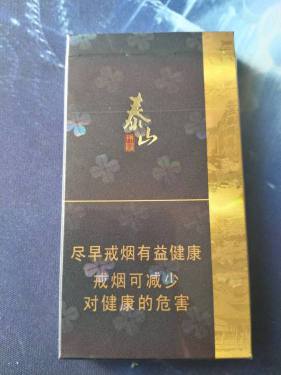 泰山
尽早戒烟有益健康
戒烟可减少
对健康的危害